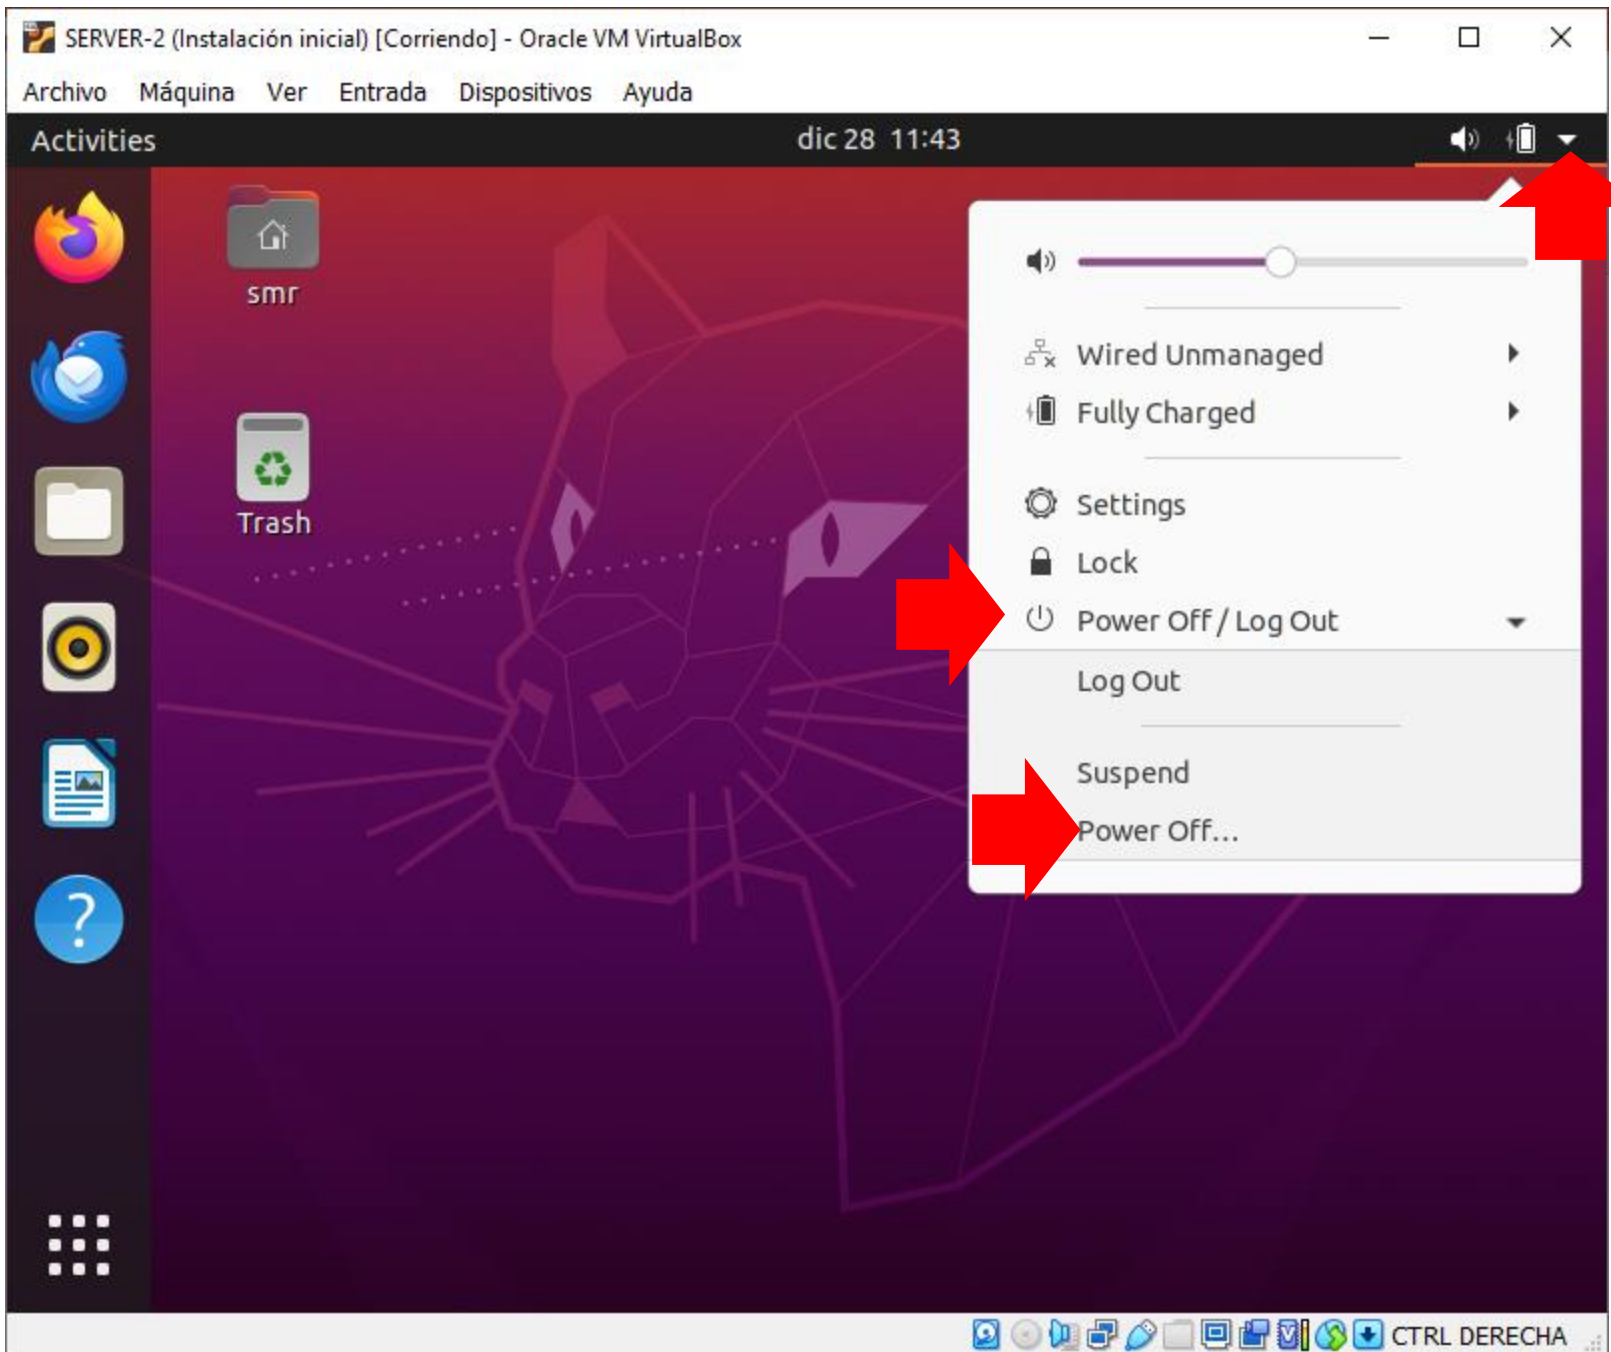 SERVER-2 (Instalación inicial) [Corriendo] - Oracle VM VirtualBox
Archivo Máquina Ver Entrada Dispositivos Ayuda
Activities dic 28 11:43
smr
Trash
Wired Unmanaged
Fully Charged
Settings
Lock
Power Off / Log Out
Log Out
Suspend
Power Off...
CTRL DERECHA